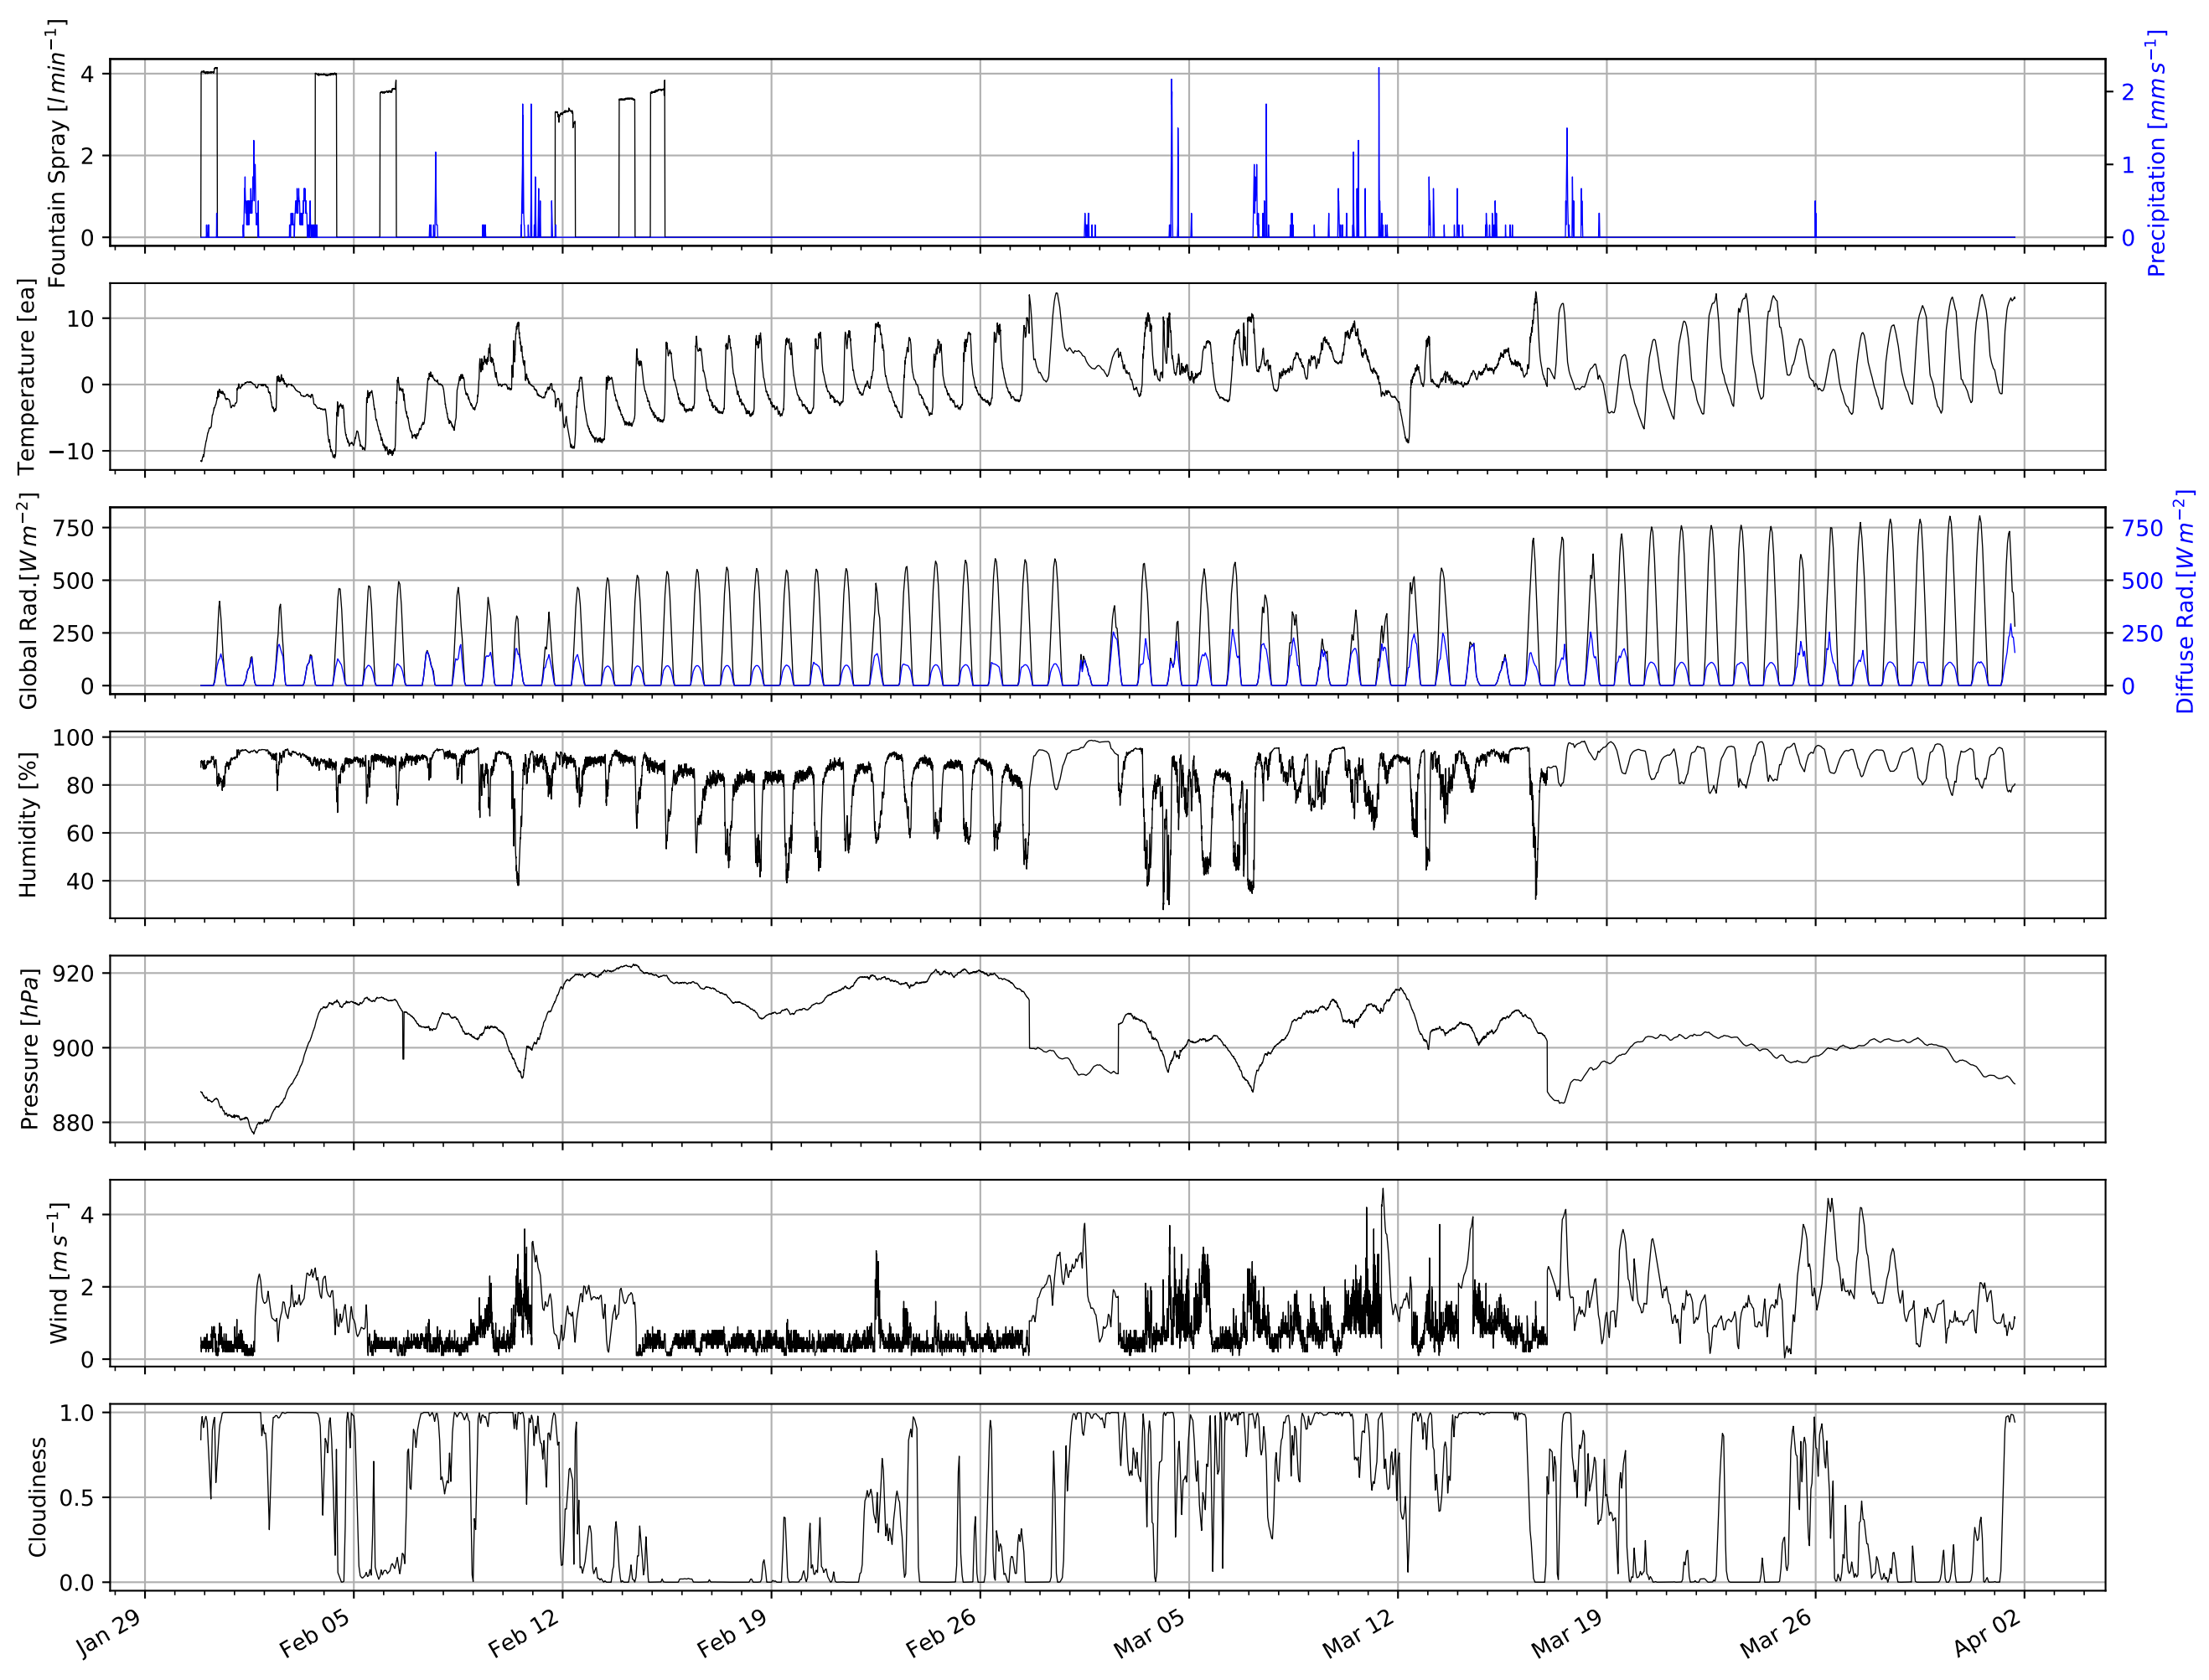 Fountain Spray [l min⁻¹]
4
2
0
Precipitation [mm s⁻¹]
2
1
0
Temperature [ea]
10
0
−10
Global Rad.[W m⁻²]
750
500
250
0
Diffuse Rad.[W m⁻²]
750
500
250
0
Humidity [%]
100
80
60
40
Pressure [hPa]
920
900
880
Wind [m s⁻¹]
4
2
0
Cloudiness
1.0
0.5
0.0
Jan 29
Feb 05
Feb 12
Feb 19
Feb 26
Mar 05
Mar 12
Mar 19
Mar 26
Apr 02